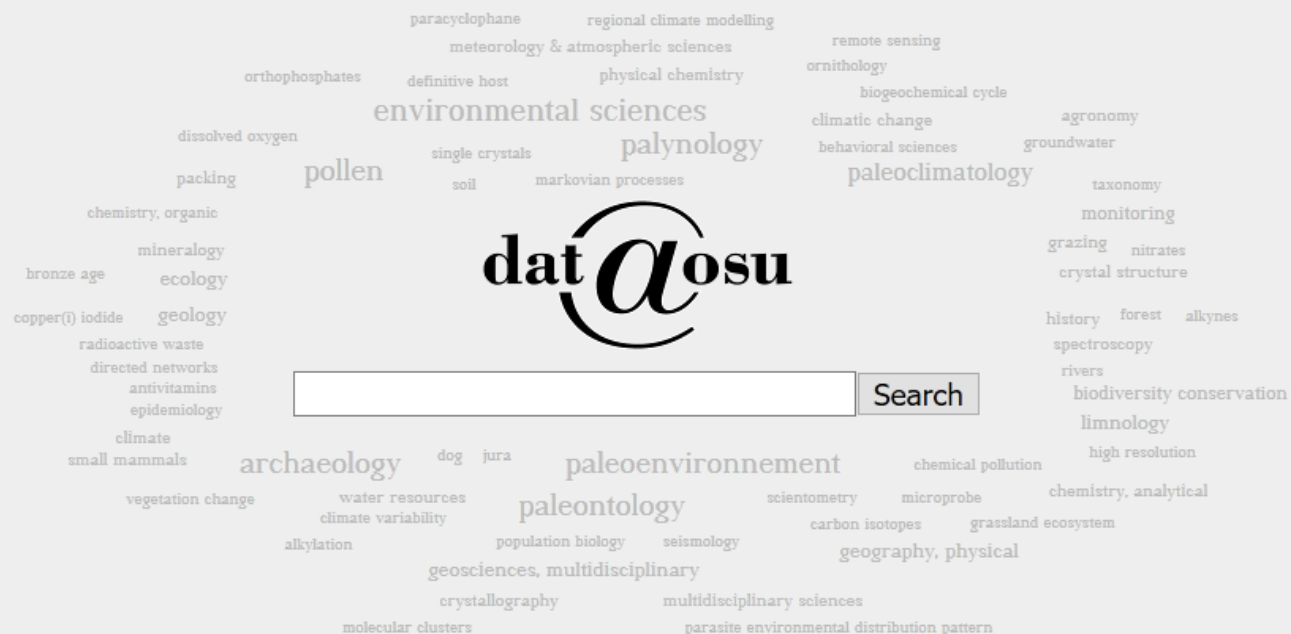 paracyclophane regional climate modelling
meteorology & atmospheric sciences remote sensing
orthophosphates definitive host physical chemistry ornithology
environmental sciences biogeochemical cycle
climatic change agronomy
dissolved oxygen single crystals palynology behavioral sciences groundwater
packing pollen soil markovian processes paleoclimatology taxonomy
chemistry, organic monitoring
mineralogy grazing nitrates
bronze age ecology dat@osu crystal structure
copper(i) iodide geology history forest alkynes
radioactive waste spectroscopy
directed networks rivers
antivitamins Search biodiversity conservation
epidemiology limnology
climate high resolution
small mammals archaeology dog jura paleoenvironnement chemical pollution
vegetation change water resources paleontology scientometry microprobe chemistry, analytical
climate variability carbon isotopes grassland ecosystem
alkylation population biology seismology geography, physical
geosciences, multidisciplinary
crystallography multidisciplinary sciences
molecular clusters parasite environmental distribution pattern